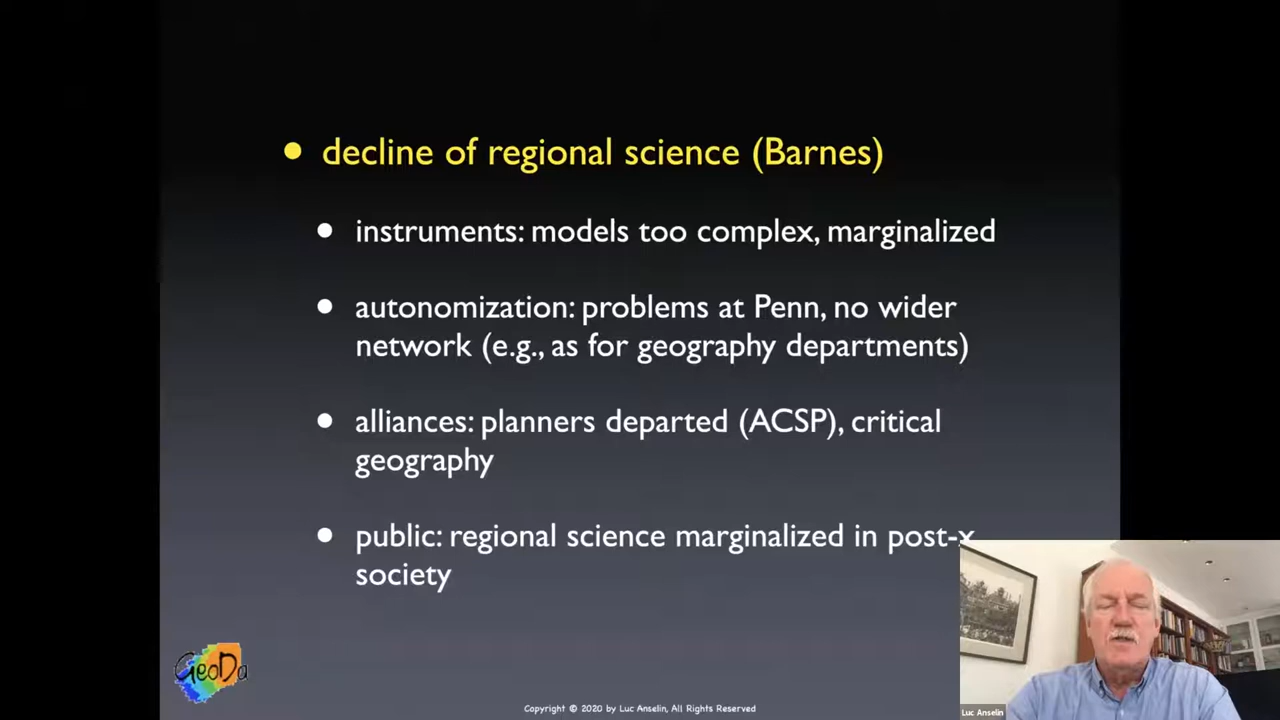 decline of regional science (Barnes)
instruments: models too complex, marginalized
autonomization: problems at Penn, no wider
network (e.g., as for geography departments)
alliances: planners departed (ACSP), critical
geography
public: regional science marginalized in post-x
society
GeoDa
Copyright © 2020 by Luc Anselin, All Rights Reserved
Luc Anselin